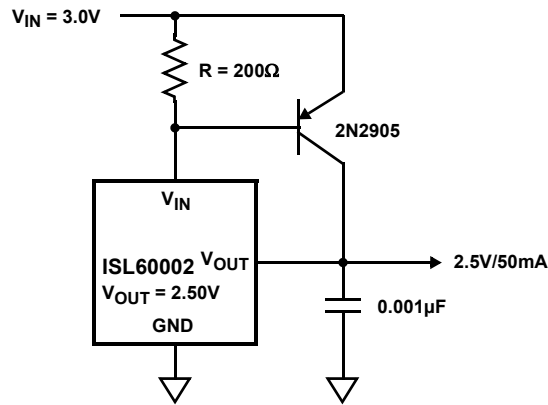 VIN = 3.0V
R = 200Ω
2N2905
VIN
ISL60002 VOUT
VOUT = 2.50V
GND
2.5V/50mA
0.001µF